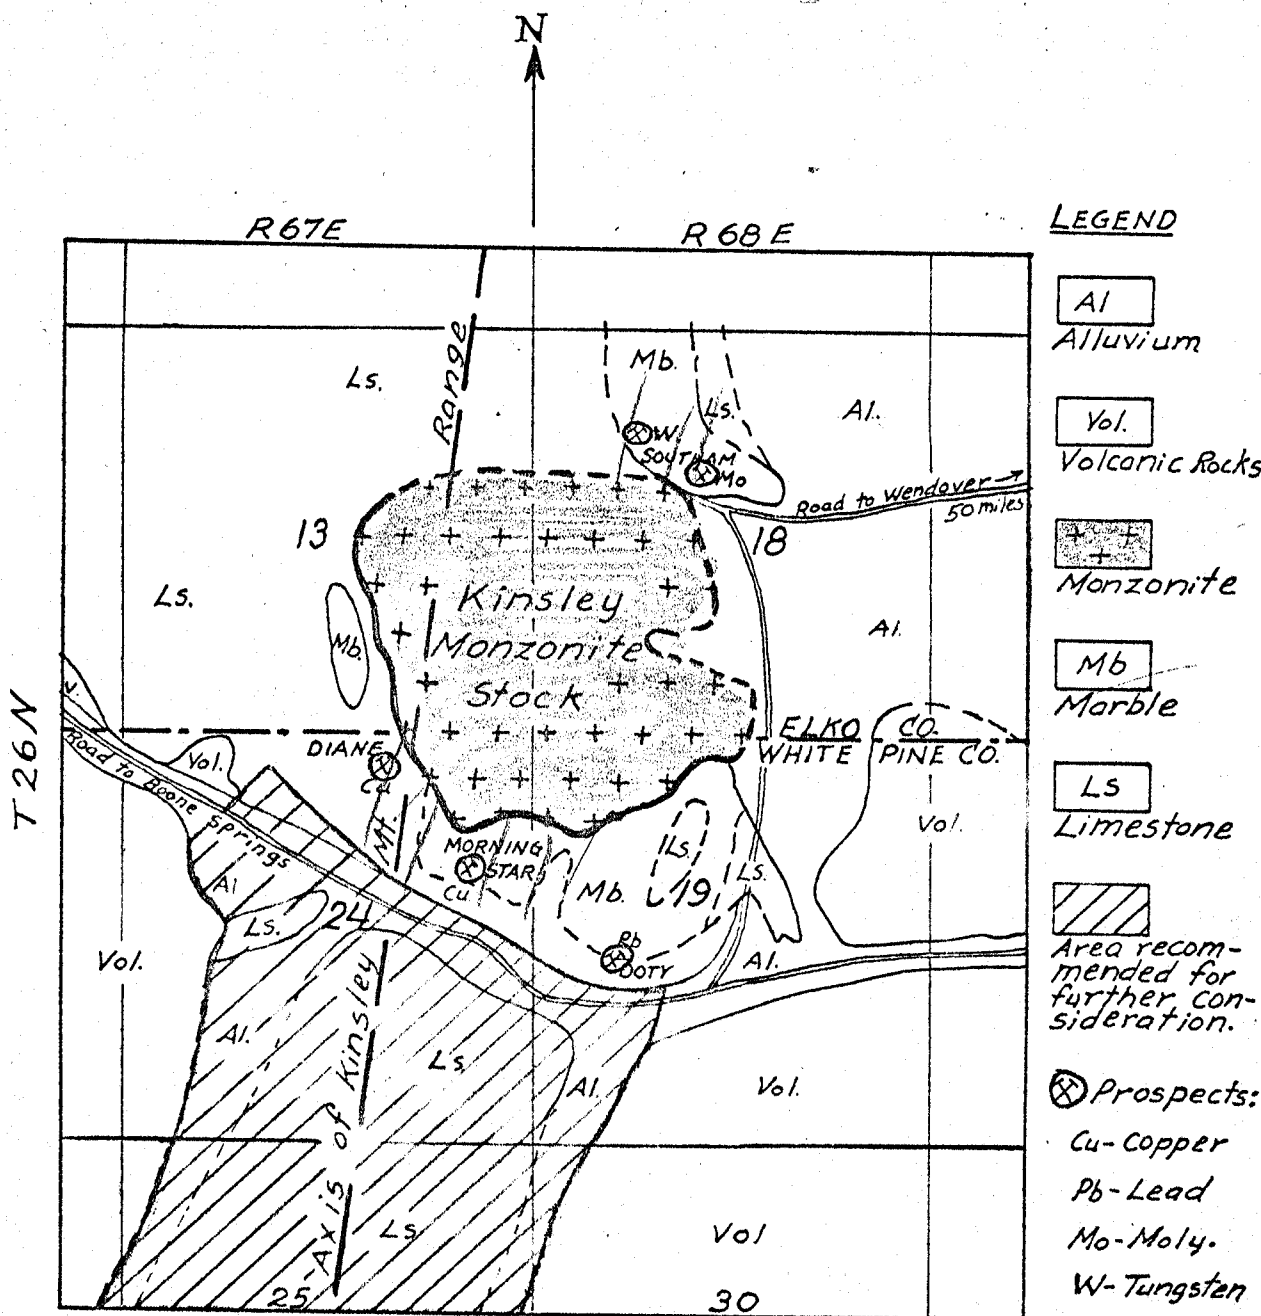 N
R 67E
R 68 E
T 26 N
Ls.
Range
Mb.
Ls.
Al.
W
SOUTHAM
Mo
Road to Wendover
50 miles
13
18
Ls.
Mb.
Kinsley
Monzonite
Stock
Al.
V.
Vol.
DIANE
Cu
ELKO CO.
WHITE PINE CO.
Road to Boone Springs
Mt.
MORNING
STAR
Cu
Mb.
Ls.
19
Ls.
Vol.
Al
Ls.
24
Pb
DOTY
Al.
Vol.
Al.
Ls
Al.
Vol.
Axis of Kinsley
Ls
Vol
25
30
LEGEND
Al
Alluvium
Vol.
Volcanic Rocks
Monzonite
Mb
Marble
Ls
Limestone
Area recom-
mended for
further con-
sideration.
Prospects:
Cu-Copper
Pb-Lead
Mo-Moly.
W-Tungsten